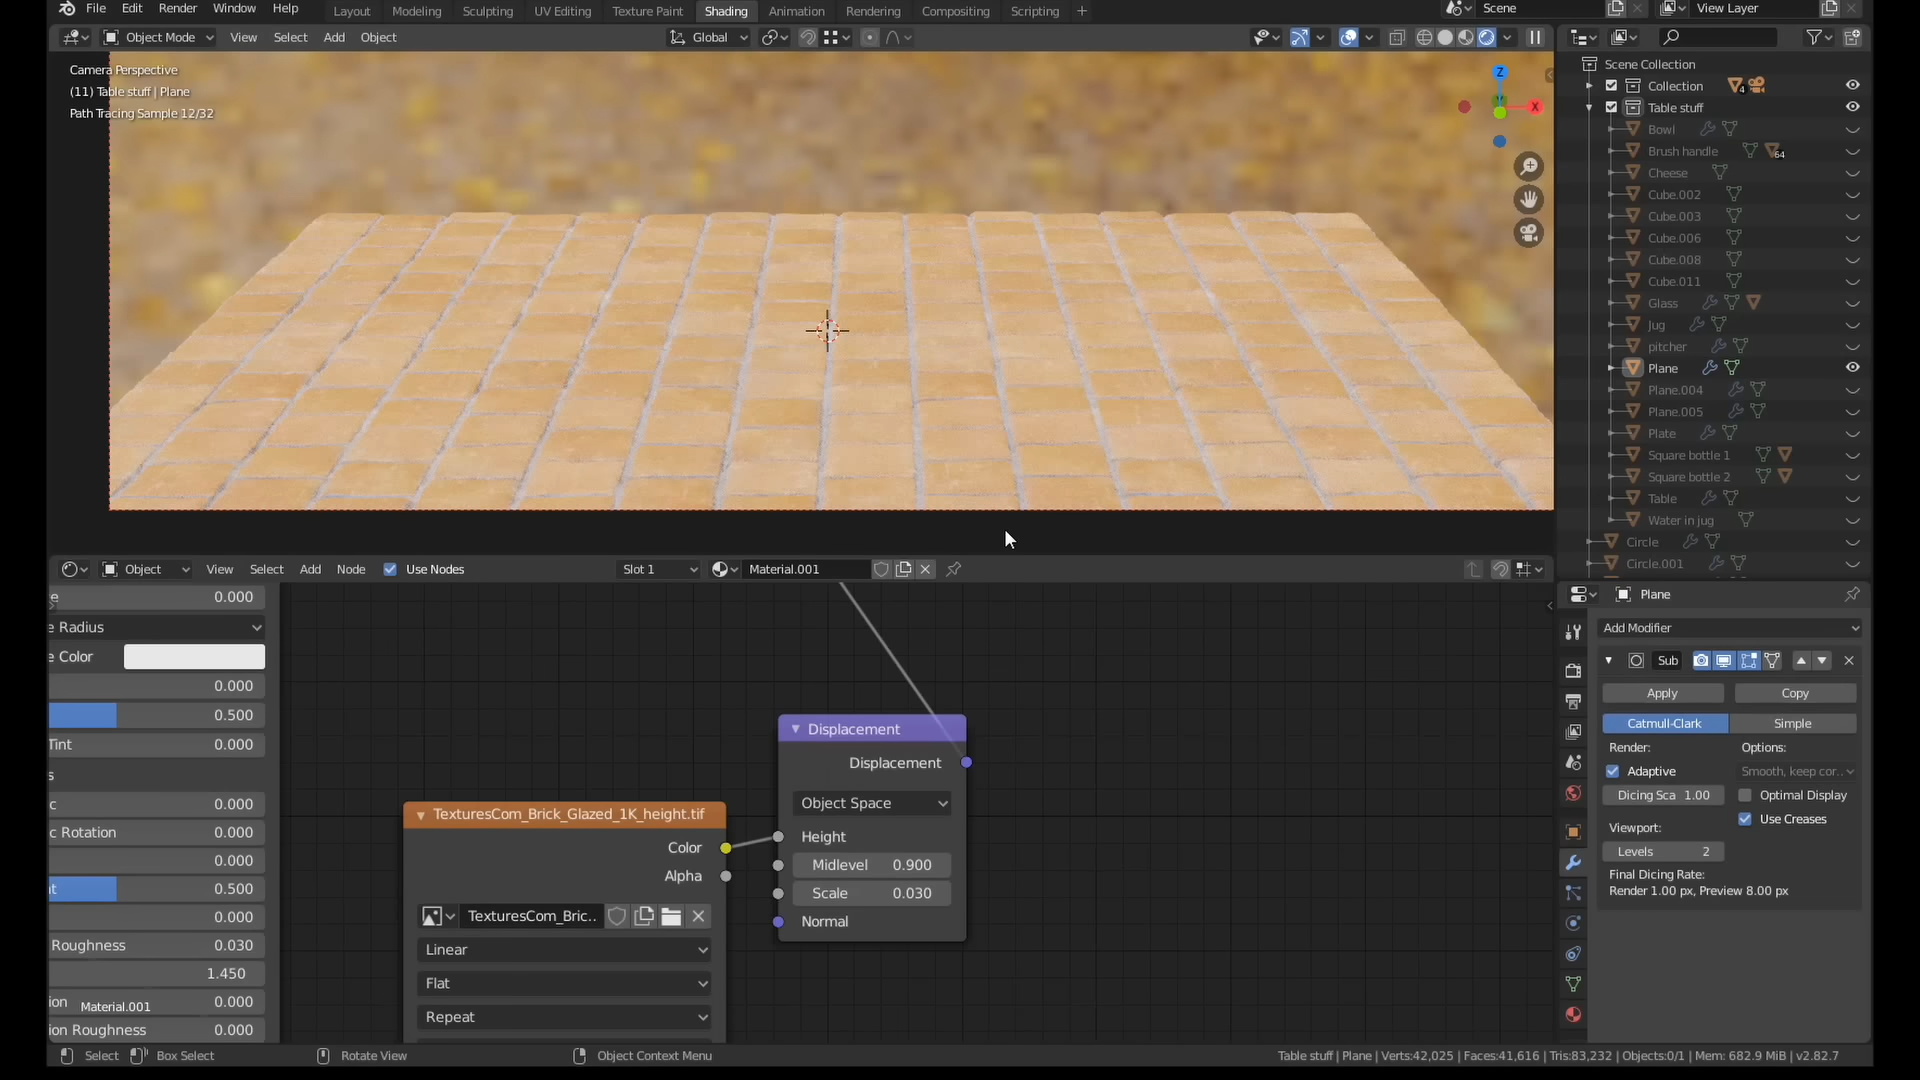 File Edit Render Window Help Layout Modeling Sculpting UV Editing Texture Paint Shading Animation Rendering Compositing Scripting + Scene View Layer
Object Mode View Select Add Object Global
Camera Perspective
(11) Table stuff | Plane
Path Tracing Sample 12/32
Z
X
Scene Collection
Collection 4
Table stuff
Bowl
Brush handle 64
Cheese
Cube.002
Cube.003
Cube.006
Cube.008
Cube.011
Glass
Jug
pitcher
Plane
Plane.004
Plane.005
Plate
Square bottle 1
Square bottle 2
Table
Water in jug
Circle
Circle.001
Object View Select Add Node Use Nodes Slot 1 Material.001
e 0.000
e Radius
e Color
0.000
0.500
Tint 0.000
s
c 0.000
c Rotation 0.000
0.000
t 0.500
0.000
Roughness 0.030
1.450
ion 0.000
Material.001
ion Roughness 0.000
Displacement
Displacement
Object Space
Height
Midlevel 0.900
Scale 0.030
Normal
TexturesCom_Brick_Glazed_1K_height.tif
Color
Alpha
TexturesCom_Bric..
Linear
Flat
Repeat
Plane
Add Modifier
Sub
Apply Copy
Catmull-Clark Simple
Render: Options:
Adaptive Smooth, keep cor..
Dicing Sca 1.00 Optimal Display
Use Creases
Viewport:
Levels 2
Final Dicing Rate:
Render 1.00 px, Preview 8.00 px
Select Box Select Rotate View Object Context Menu Table stuff | Plane | Verts:42,025 | Faces:41,616 | Tris:83,232 | Objects:0/1 | Mem: 682.9 MiB | v2.82.7